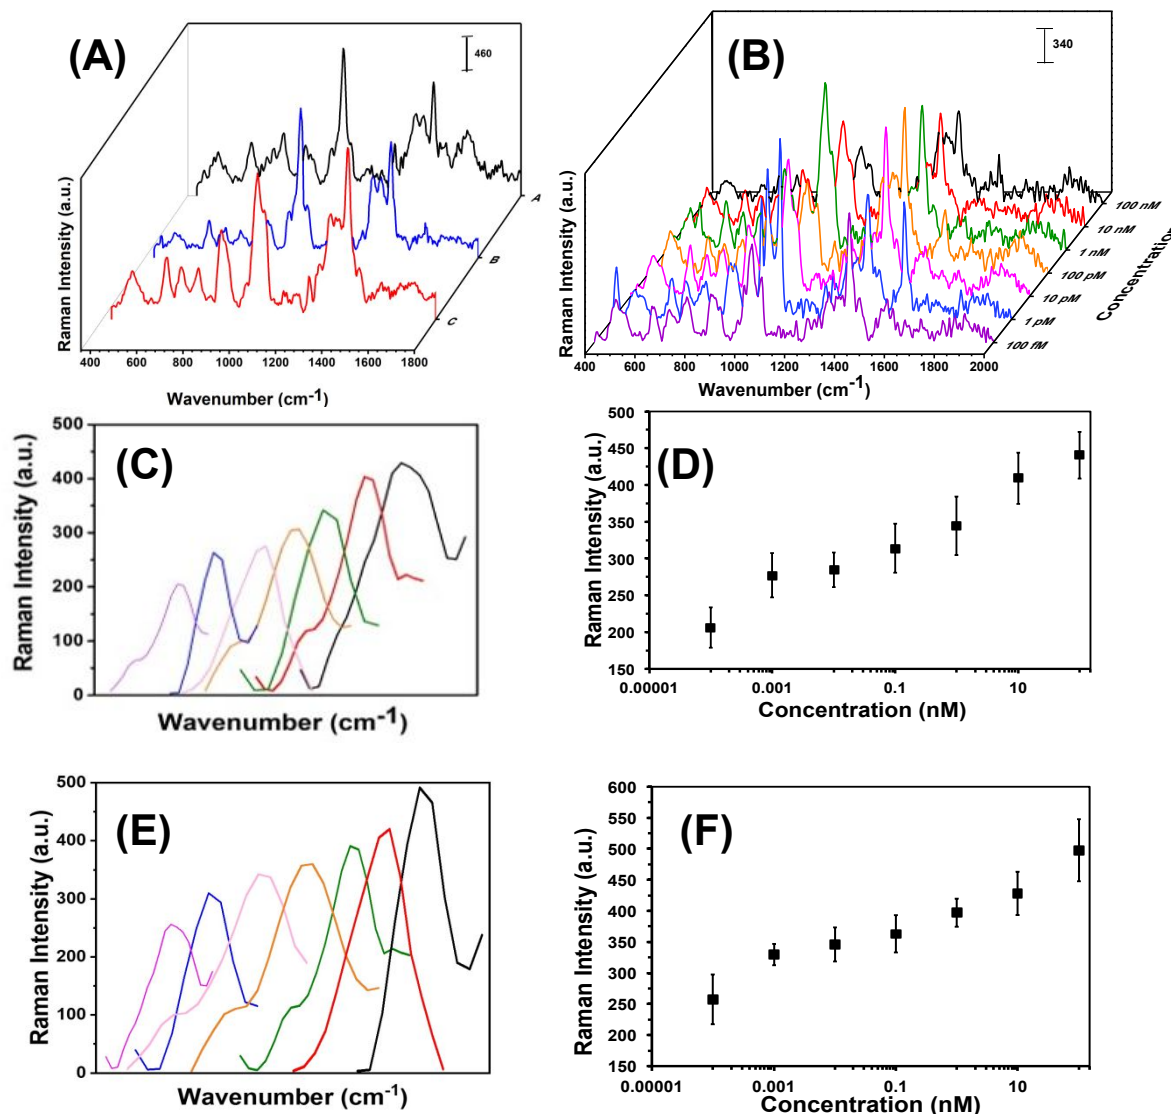 (A)
460
Raman Intensity (a.u.)
A
B
C
400 600 800 1000 1200 1400 1600 1800
Wavenumber (cm-1)
(B)
340
Raman Intensity (a.u.)
100 nM
10 nM
1 nM
100 pM
10 pM
1 pM
100 fM
Concentration
400 600 800 1000 1200 1400 1600 1800 2000
Wavenumber (cm-1)
(C)
Raman Intensity (a.u.)
500
400
300
200
100
0
Wavenumber (cm-1)
(D)
Raman Intensity (a.u.)
500
450
400
350
300
250
200
150
0.00001 0.001 0.1 10
Concentration (nM)
(E)
Raman Intensity (a.u.)
500
400
300
200
100
0
Wavenumber (cm-1)
(F)
Raman Intensity (a.u.)
600
550
500
450
400
350
300
250
200
150
0.00001 0.001 0.1 10
Concentration (nM)